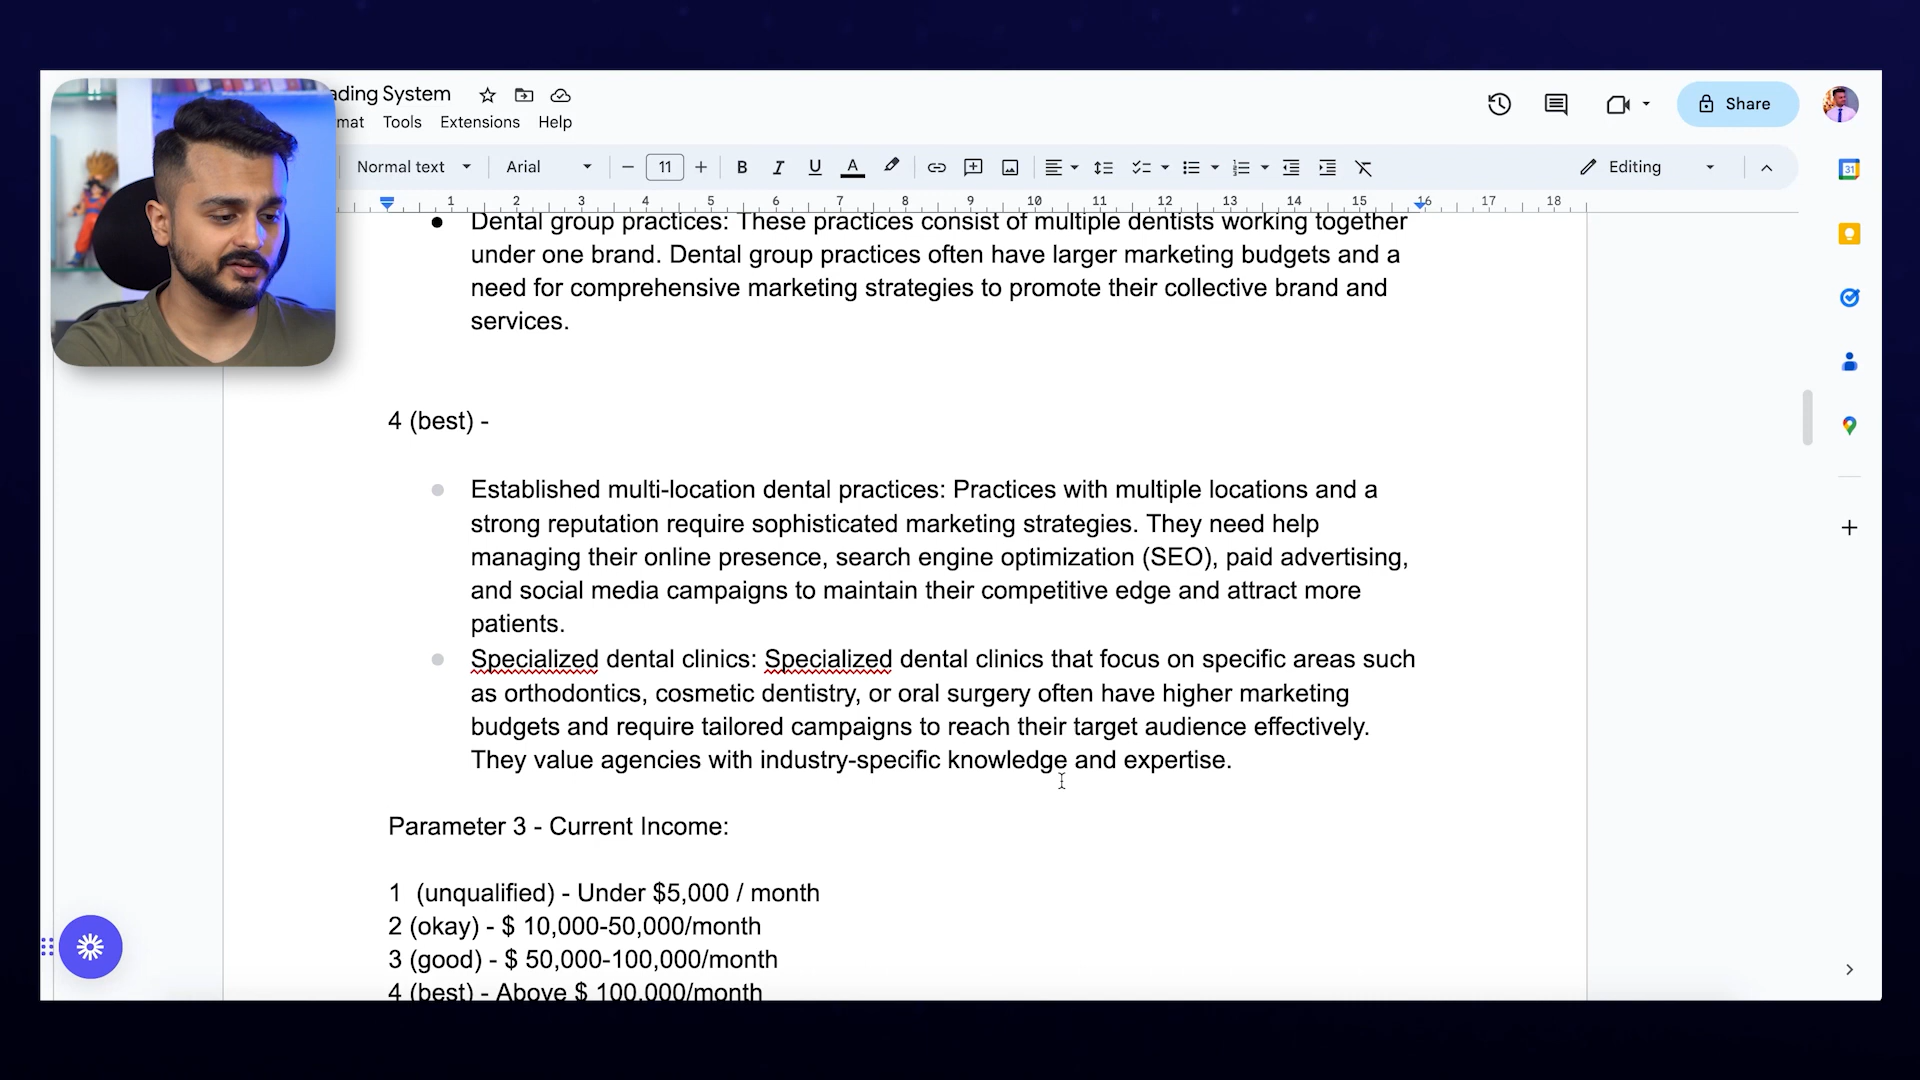 ading System
mat Tools Extensions Help
Share
Normal text Arial 11 Editing
1 2 3 4 5 6 7 8 9 10 11 12 13 14 15 16 17 18
31
● Dental group practices: These practices consist of multiple dentists working together
under one brand. Dental group practices often have larger marketing budgets and a
need for comprehensive marketing strategies to promote their collective brand and
services.
4 (best) -
● Established multi-location dental practices: Practices with multiple locations and a
strong reputation require sophisticated marketing strategies. They need help
managing their online presence, search engine optimization (SEO), paid advertising,
and social media campaigns to maintain their competitive edge and attract more
patients.
● Specialized dental clinics: Specialized dental clinics that focus on specific areas such
as orthodontics, cosmetic dentistry, or oral surgery often have higher marketing
budgets and require tailored campaigns to reach their target audience effectively.
They value agencies with industry-specific knowledge and expertise.
Parameter 3 - Current Income:
1 (unqualified) - Under $5,000 / month
2 (okay) - $ 10,000-50,000/month
3 (good) - $ 50,000-100,000/month
4 (best) - Above $ 100,000/month